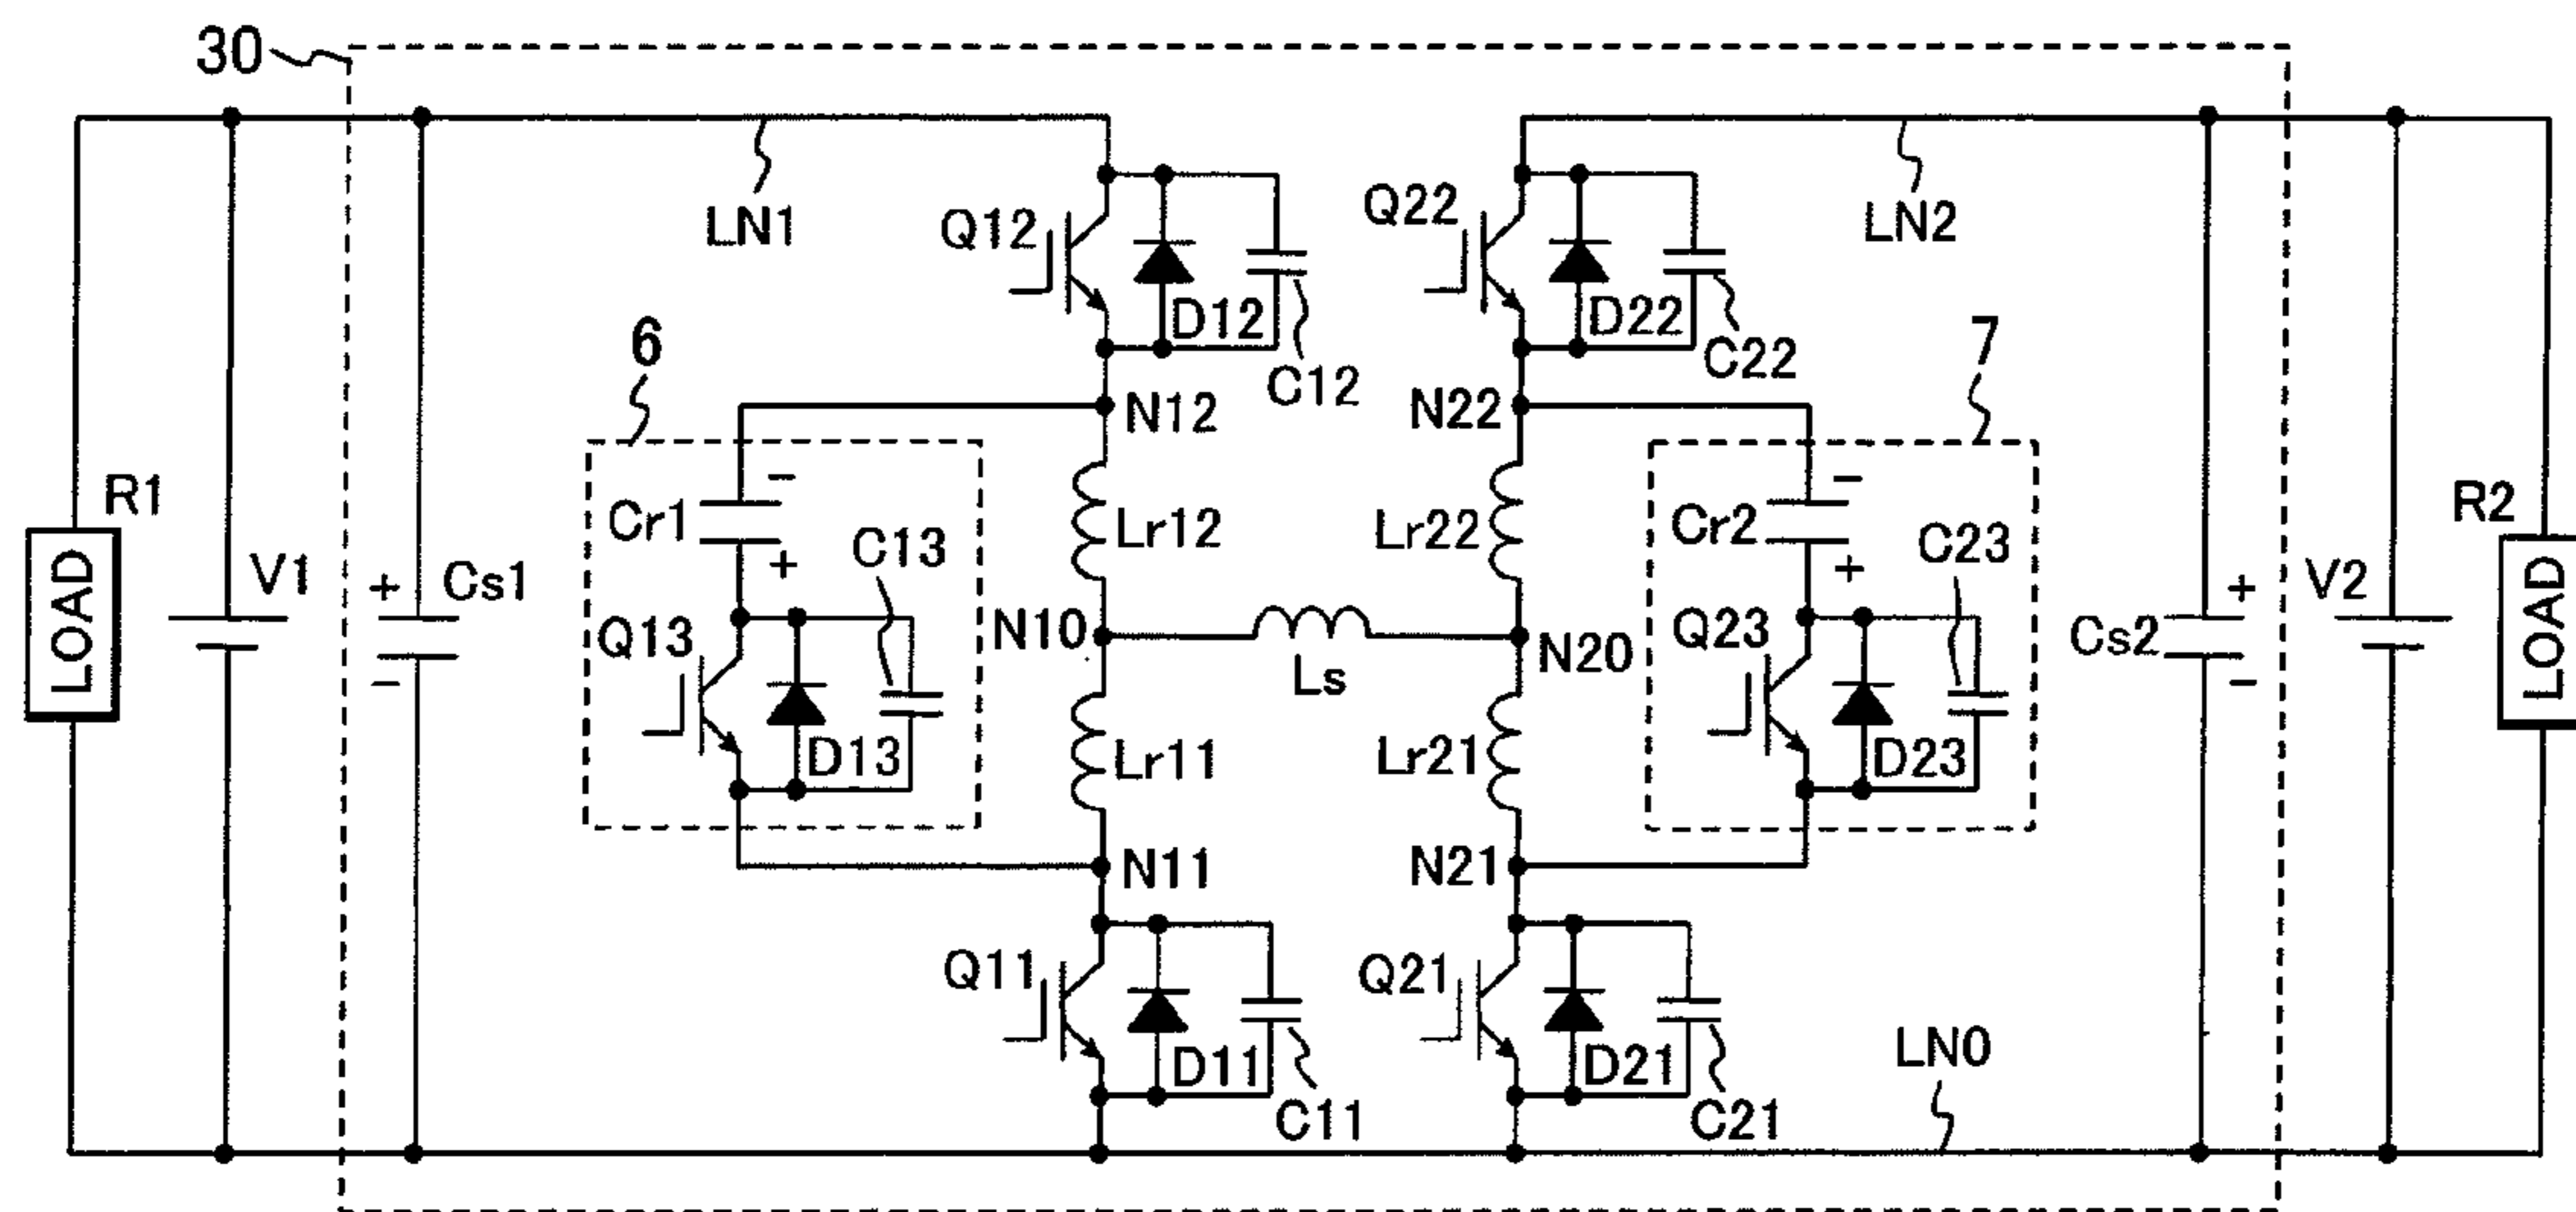 30
LN1
LN2
Q12
D12
C12
Q22
D22
C22
6
7
N12
N22
R1
LOAD
V1
+
Cs1
-
Cr1
-
+
C13
Q13
D13
Lr12
Lr22
N10
Ls
N20
Lr11
Lr21
Cr2
-
+
C23
Q23
D23
+
Cs2
-
V2
R2
LOAD
N11
N21
Q11
D11
C11
Q21
D21
C21
LN0